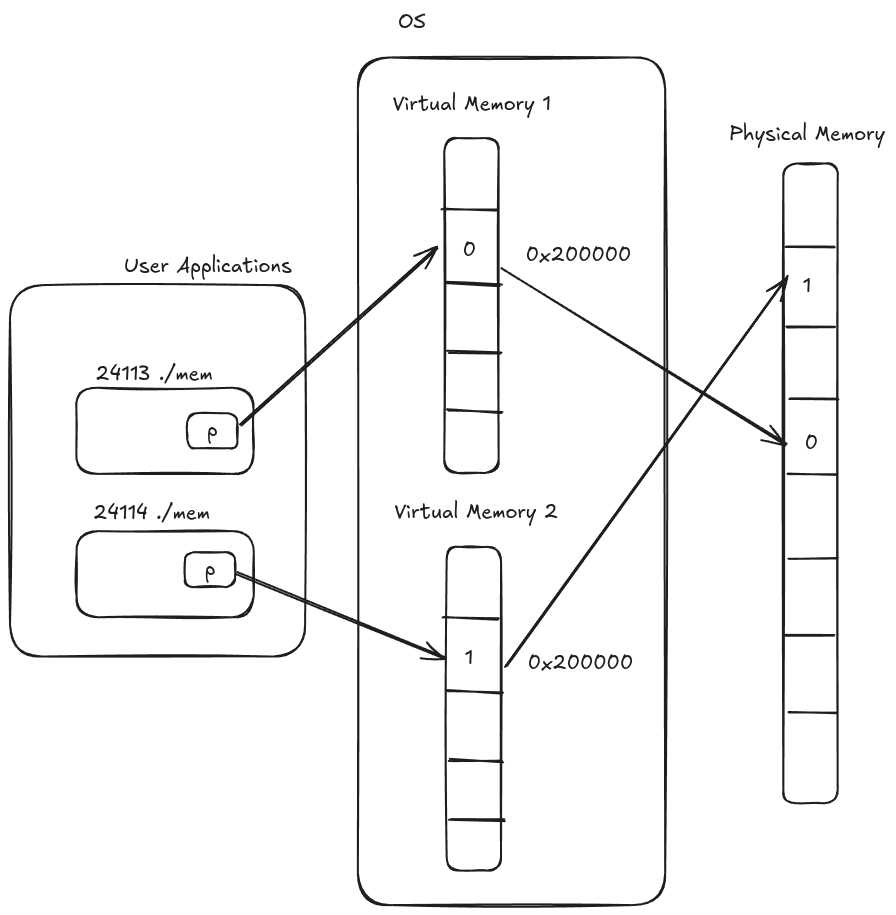 OS
Virtual Memory 1
Physical Memory
0
0x200000
User Applications
1
24113 ./mem
p
0
24114 ./mem
Virtual Memory 2
p
1
0x200000